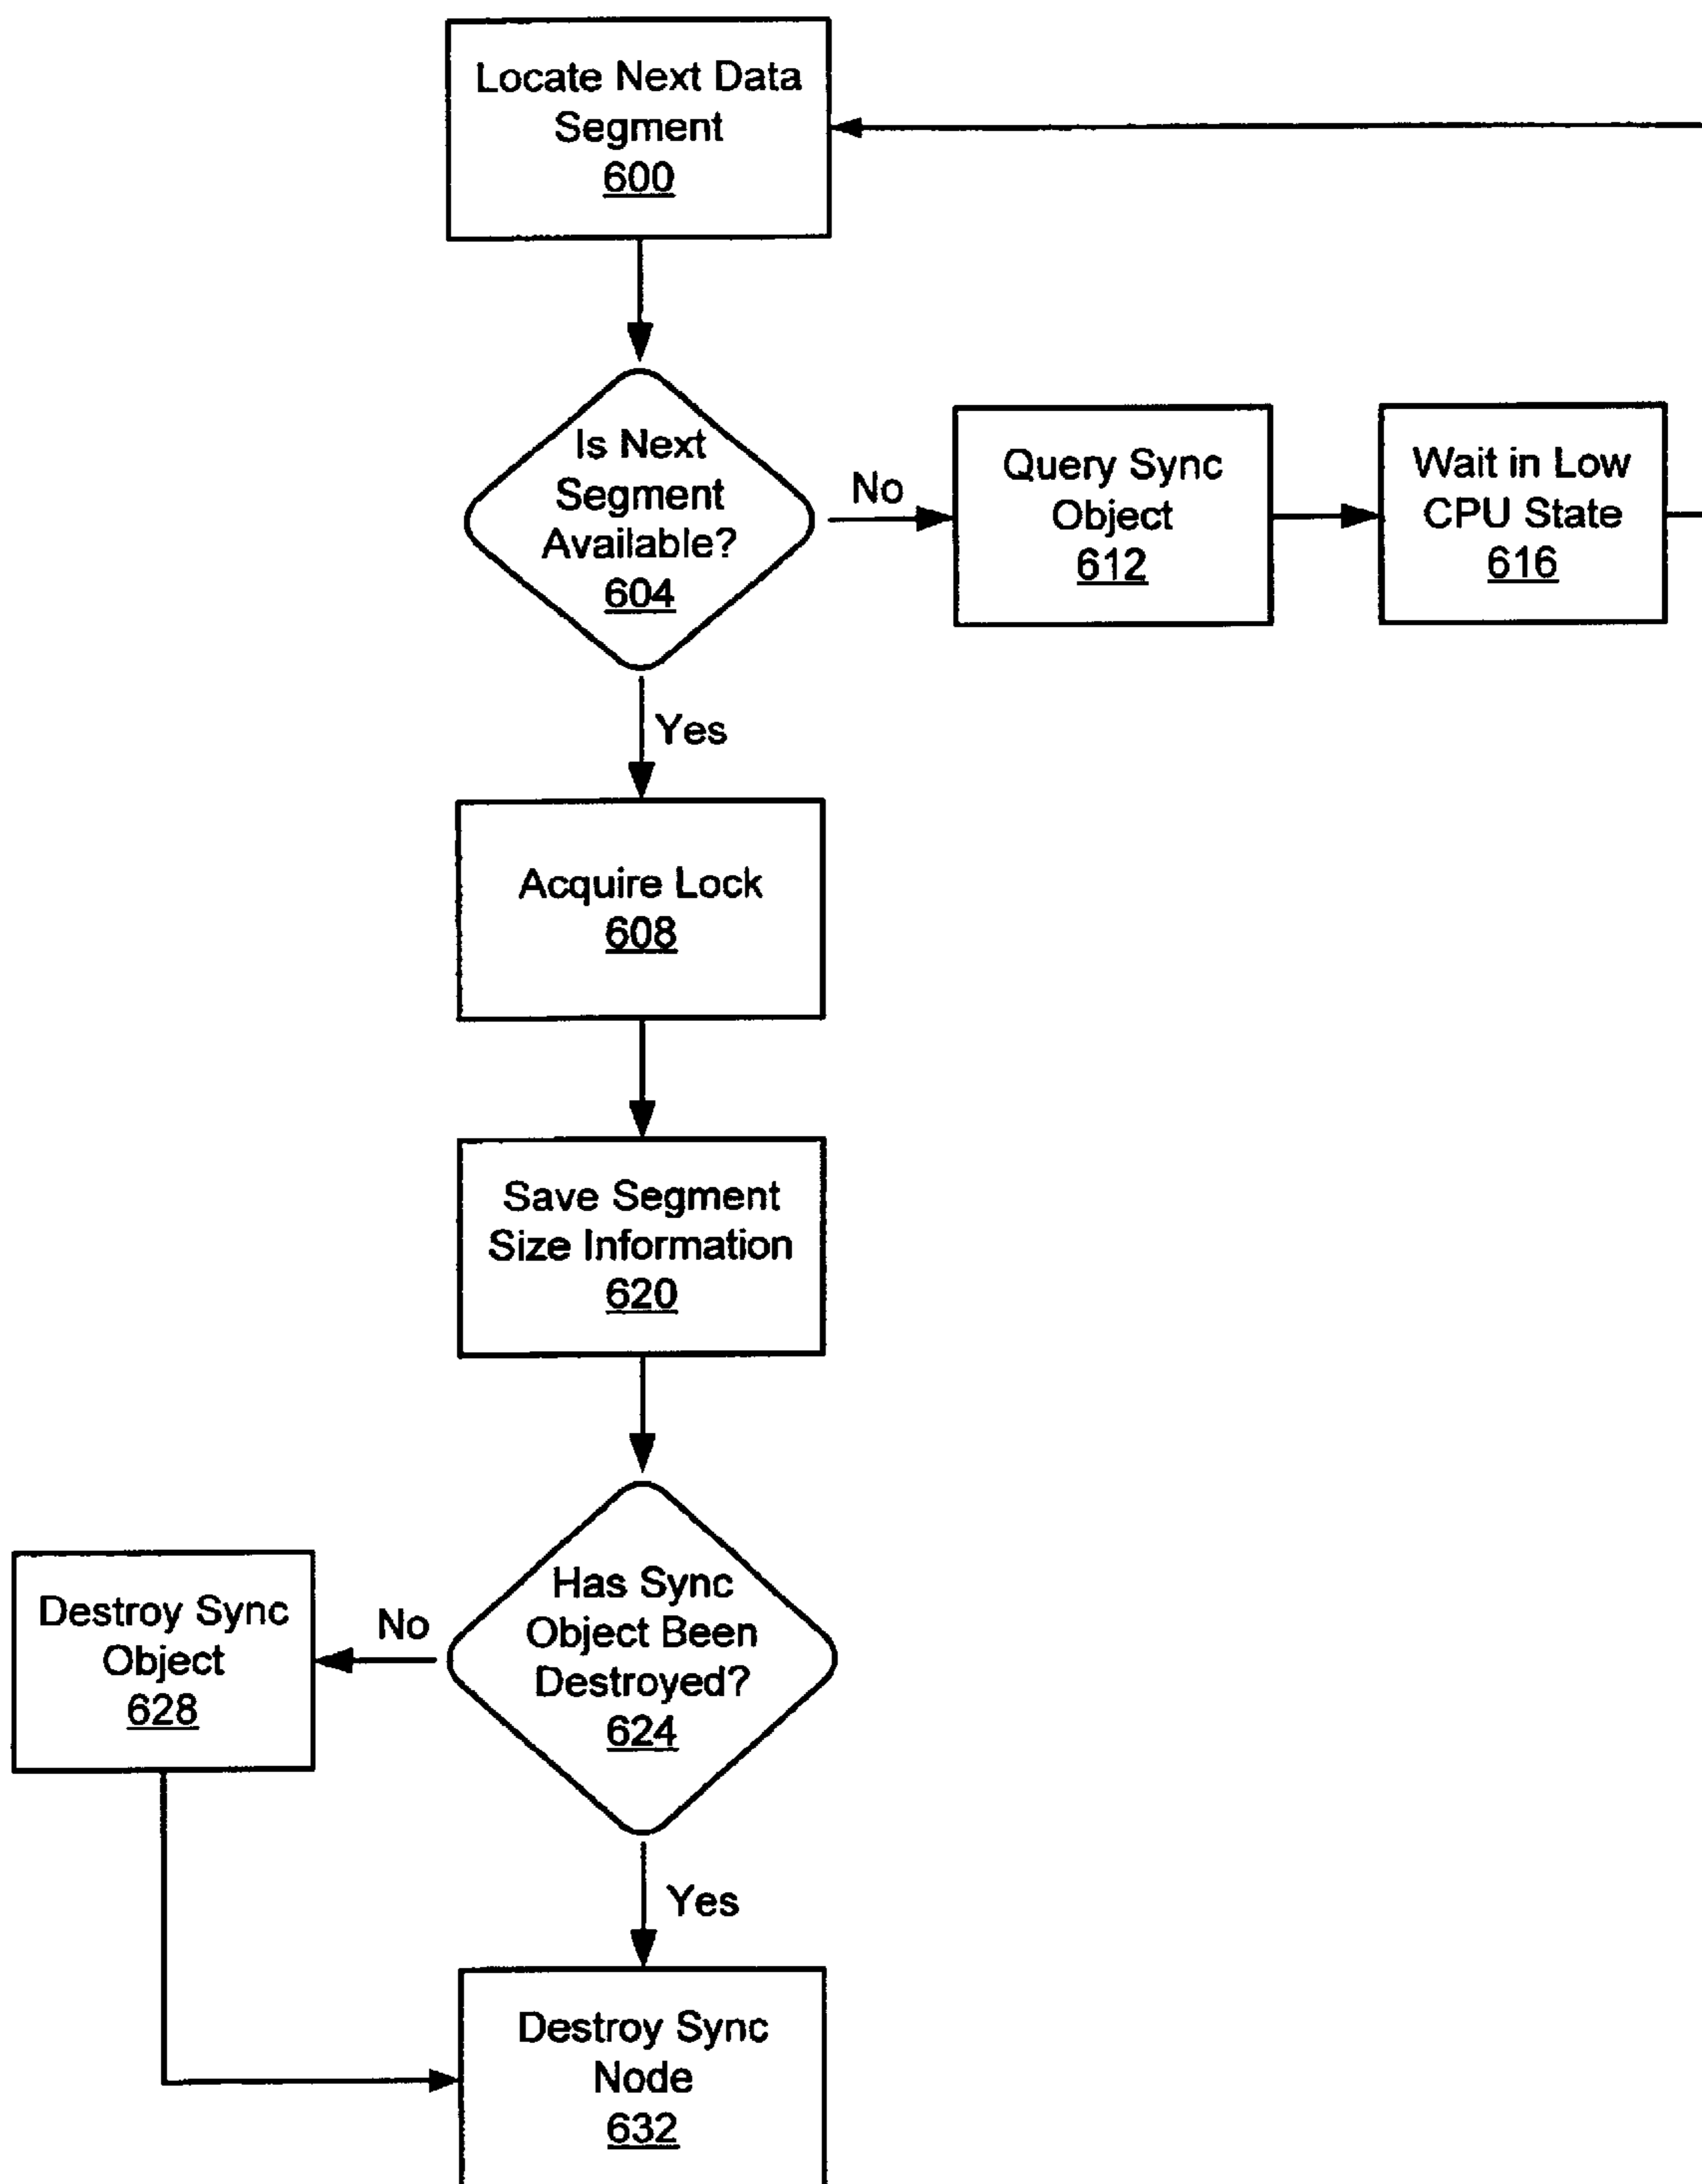 Locate Next Data
Segment
600
Is Next
Segment
Available?
604
No
Query Sync
Object
612
Wait in Low
CPU State
616
Yes
Acquire Lock
608
Save Segment
Size Information
620
Has Sync
Object Been
Destroyed?
624
No
Destroy Sync
Object
628
Yes
Destroy Sync
Node
632